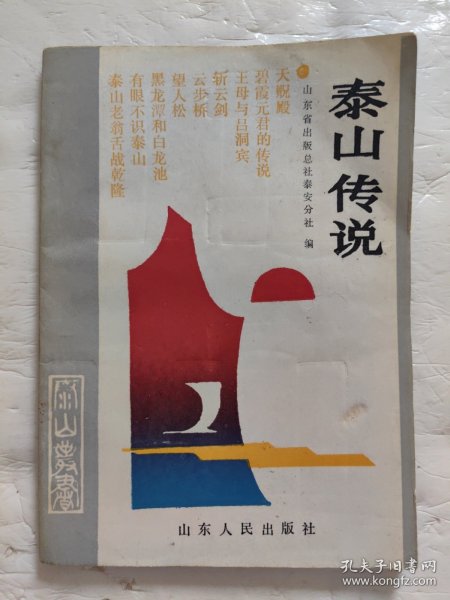 泰山传说
山东省出版总社泰安分社 编
天贶殿
碧霞元君的传说
王母与吕洞宾
斩云剑
云步桥
望人松
黑龙潭和白龙池
有眼不识泰山
泰山老翁舌战乾隆
泰山丛书
山东人民出版社
孔夫子旧书网
www.kongfz.com